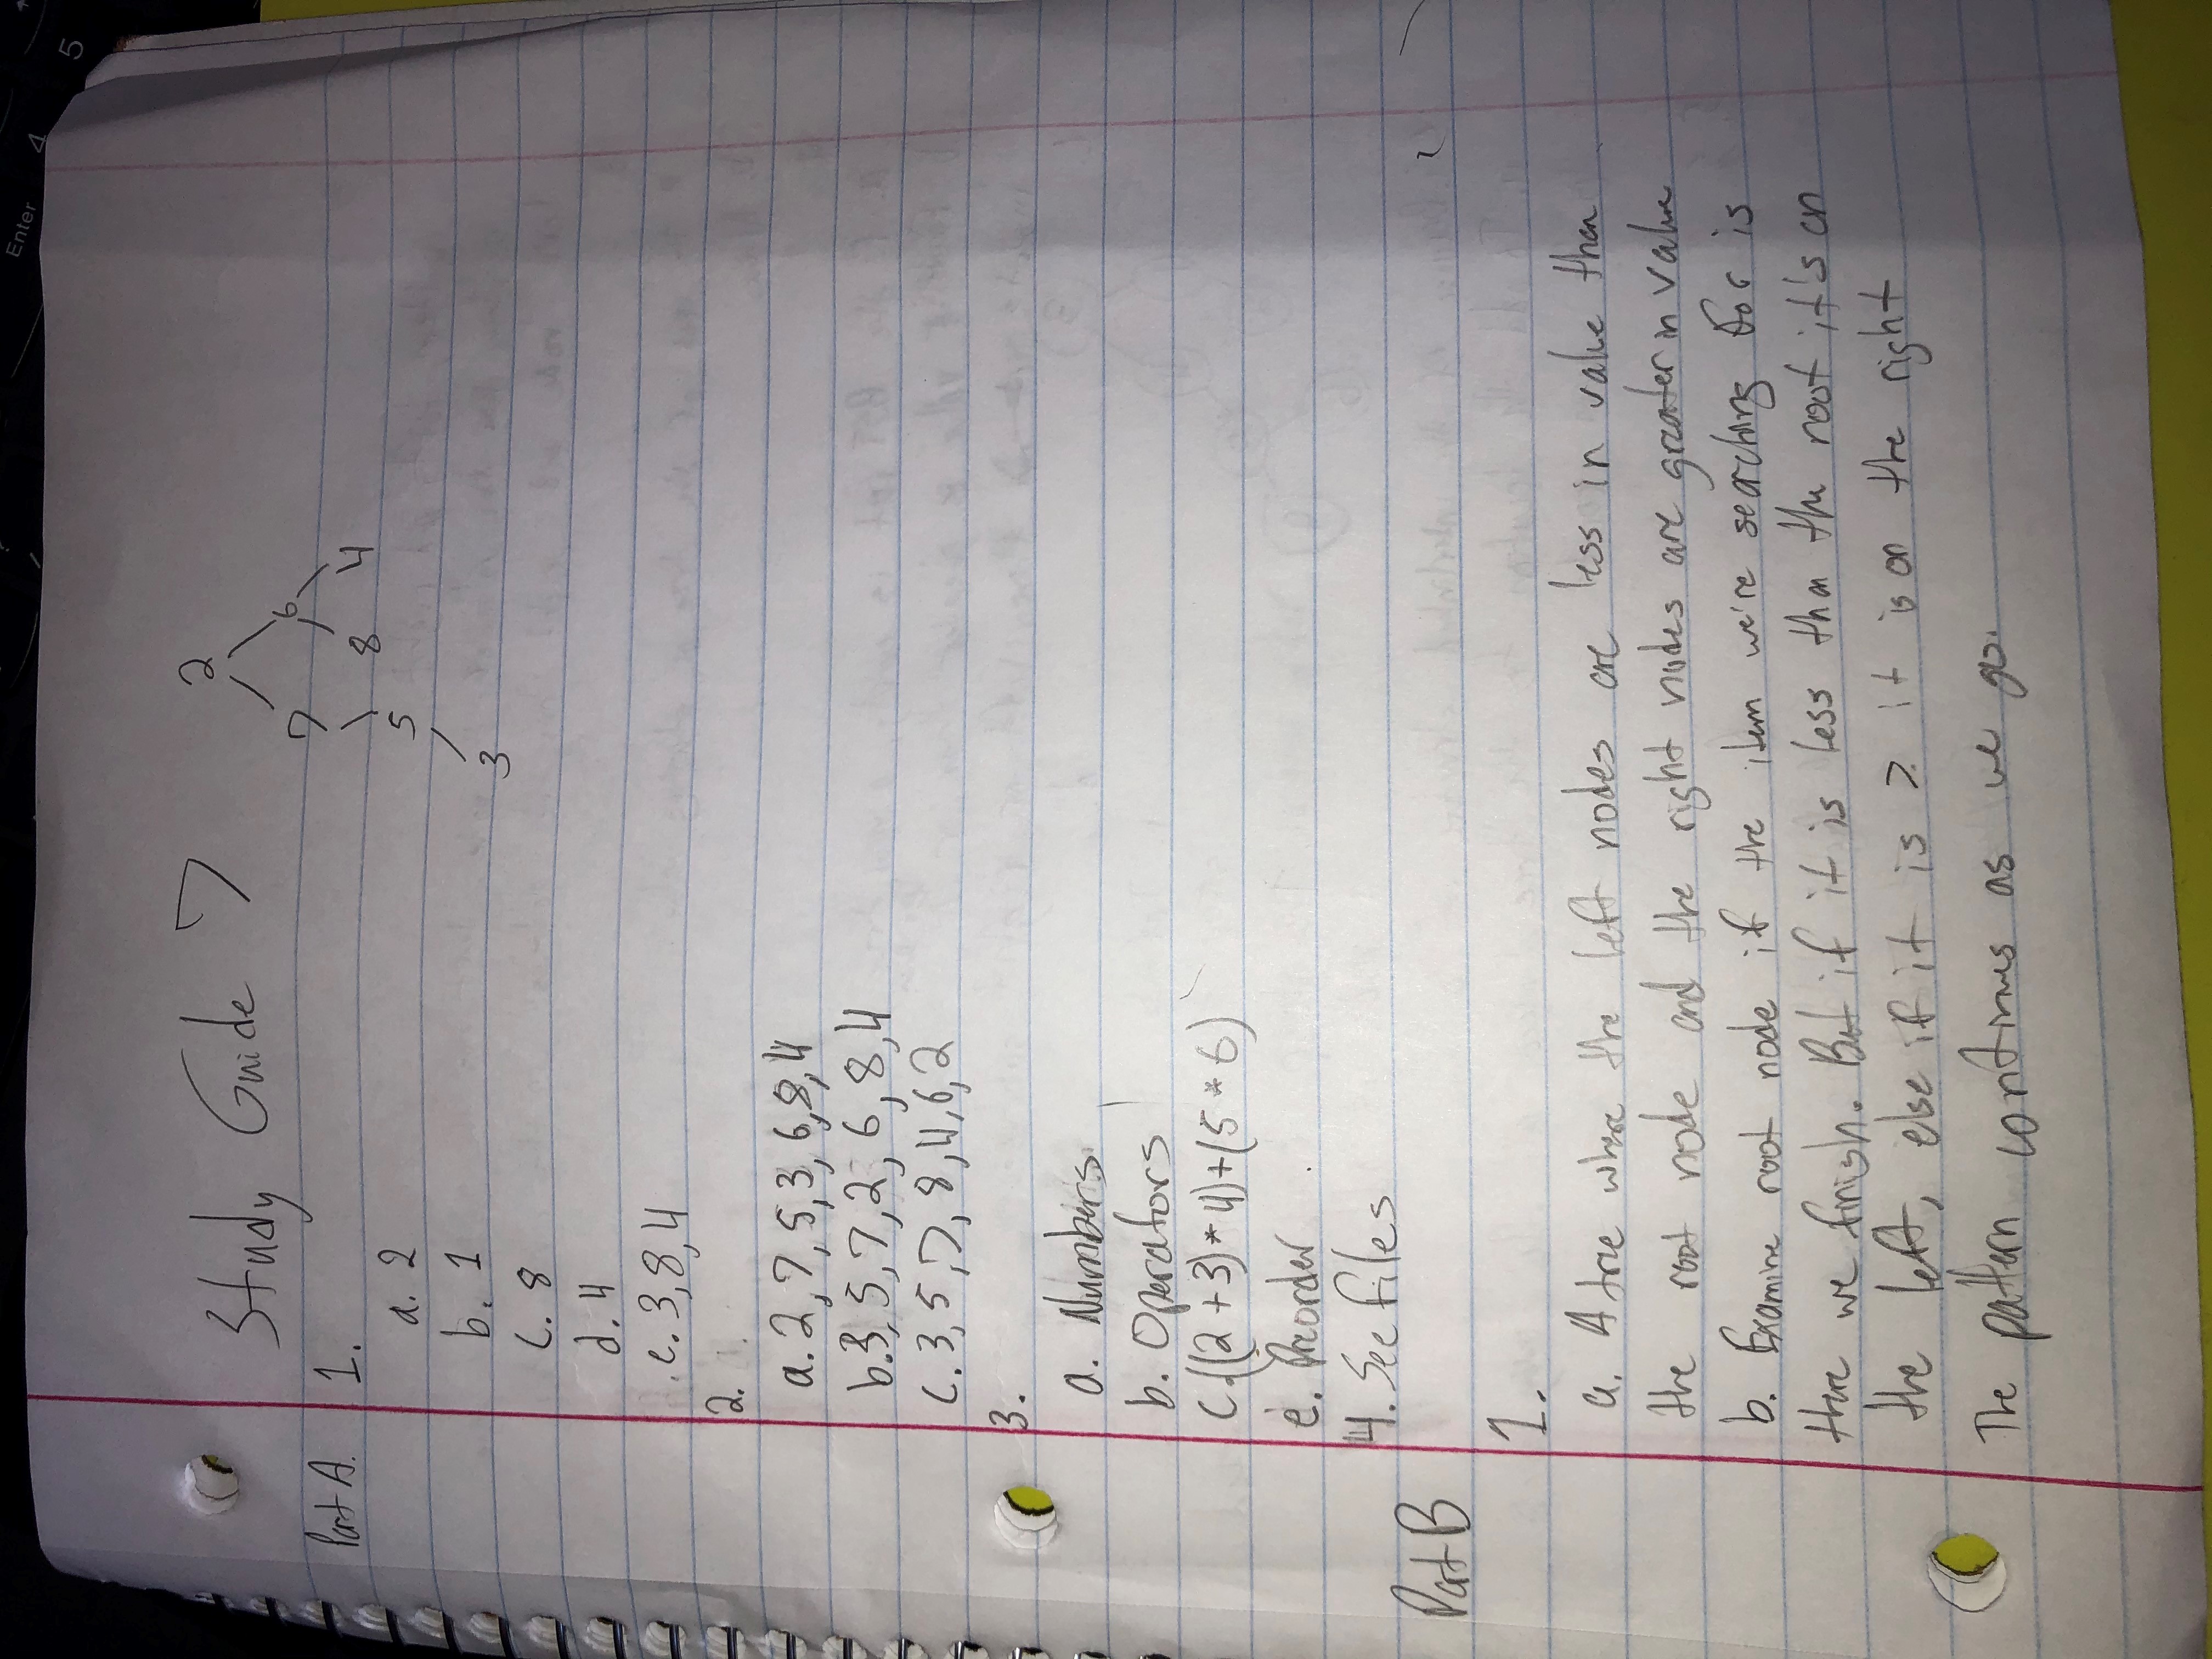 Study Guide 7
Part A. 1.
2
7 6
5 8 4
3
a. 2
b. 1
c. 8
d. 4
e. 3,8,4
2.
a. 2,7,5,3,6,8,4
b. 3,5,7,2,6,8,4
c. 3,5,7,8,4,6,2
3.
a. Numbers
b. Operators
c. ((2+3)*4)+(5*6)
e. Preorder
4. See files
Part B
1.
a. A tree where the left nodes are less in value than
the root node and the right nodes are greater in value
b. Examine root node if the item we're searching for is
there we finish. But if it is less than the root it's on
the left, else if it is > it is on the right
The pattern continues as we go.
Enter
4
5